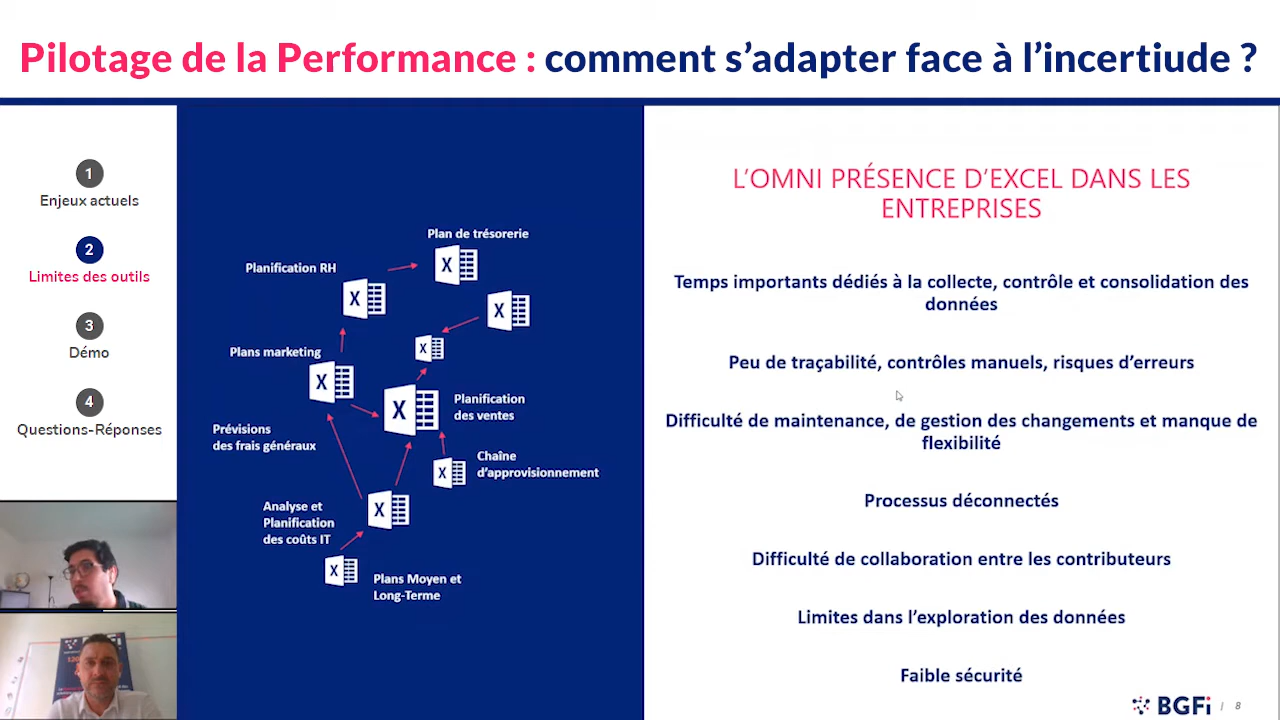 Pilotage de la Performance : comment s’adapter face à l’incertiude ?
1
Enjeux actuels
2
Limites des outils
3
Démo
4
Questions-Réponses
Plan de trésorerie
Planification RH
Plans marketing
Planification
des ventes
Prévisions
des frais généraux
Chaîne
d’approvisionnement
Analyse et
Planification
des coûts IT
Plans Moyen et
Long-Terme
L’OMNI PRÉSENCE D’EXCEL DANS LES
ENTREPRISES
Temps importants dédiés à la collecte, contrôle et consolidation des
données
Peu de traçabilité, contrôles manuels, risques d’erreurs
Difficulté de maintenance, de gestion des changements et manque de
flexibilité
Processus déconnectés
Difficulté de collaboration entre les contributeurs
Limites dans l’exploration des données
Faible sécurité
BGFi | 8